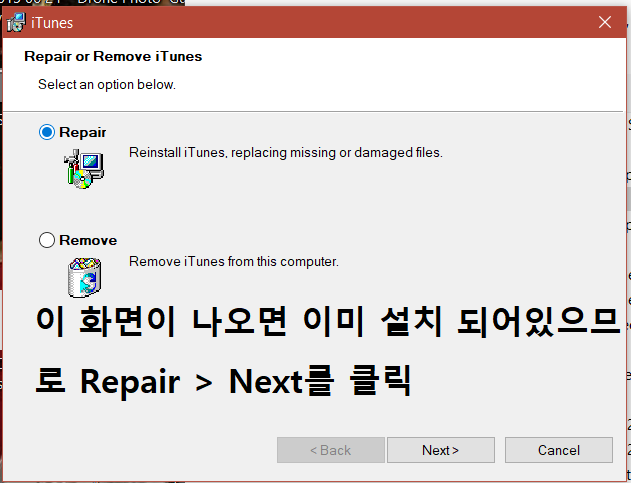 iTunes
Repair or Remove iTunes
Select an option below.
Repair
Reinstall iTunes, replacing missing or damaged files.
Remove
Remove iTunes from this computer.
이 화면이 나오면 이미 설치 되어있으므
로 Repair > Next를 클릭
< Back
Next >
Cancel